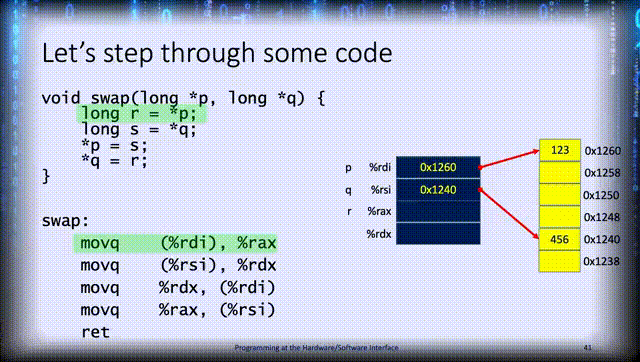 Let's step through some code
void swap(long *p, long *q) {
long r = *p;
long s = *q;
*p = s;
*q = r;
}
swap:
movq (%rdi), %rax
movq (%rsi), %rdx
movq %rdx, (%rdi)
movq %rax, (%rsi)
ret
p %rdi 0x1260
q %rsi 0x1240
r %rax
%rdx
123 0x1260
0x1258
0x1250
0x1248
456 0x1240
0x1238
Programming at the Hardware/Software Interface
41